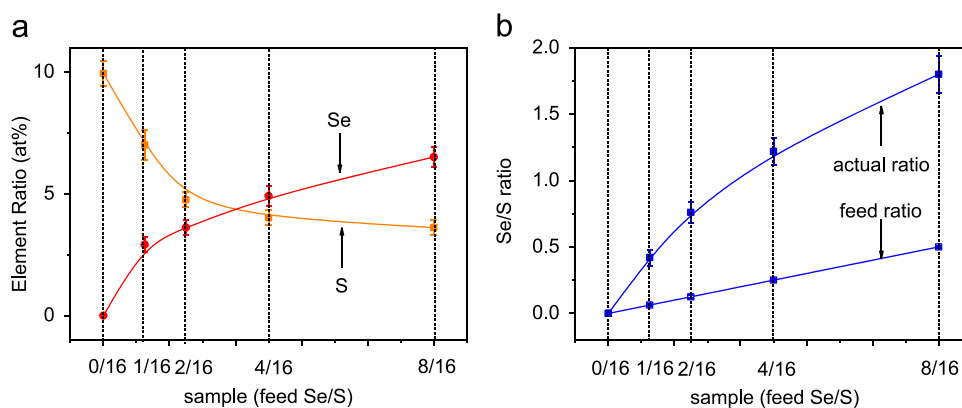 a
Element Ratio (at%)
10
5
0
Se
S
0/16 1/16 2/16 4/16 8/16
sample (feed Se/S)
b
Se/S ratio
2.0
1.5
1.0
0.5
0.0
actual ratio
feed ratio
0/16 1/16 2/16 4/16 8/16
sample (feed Se/S)